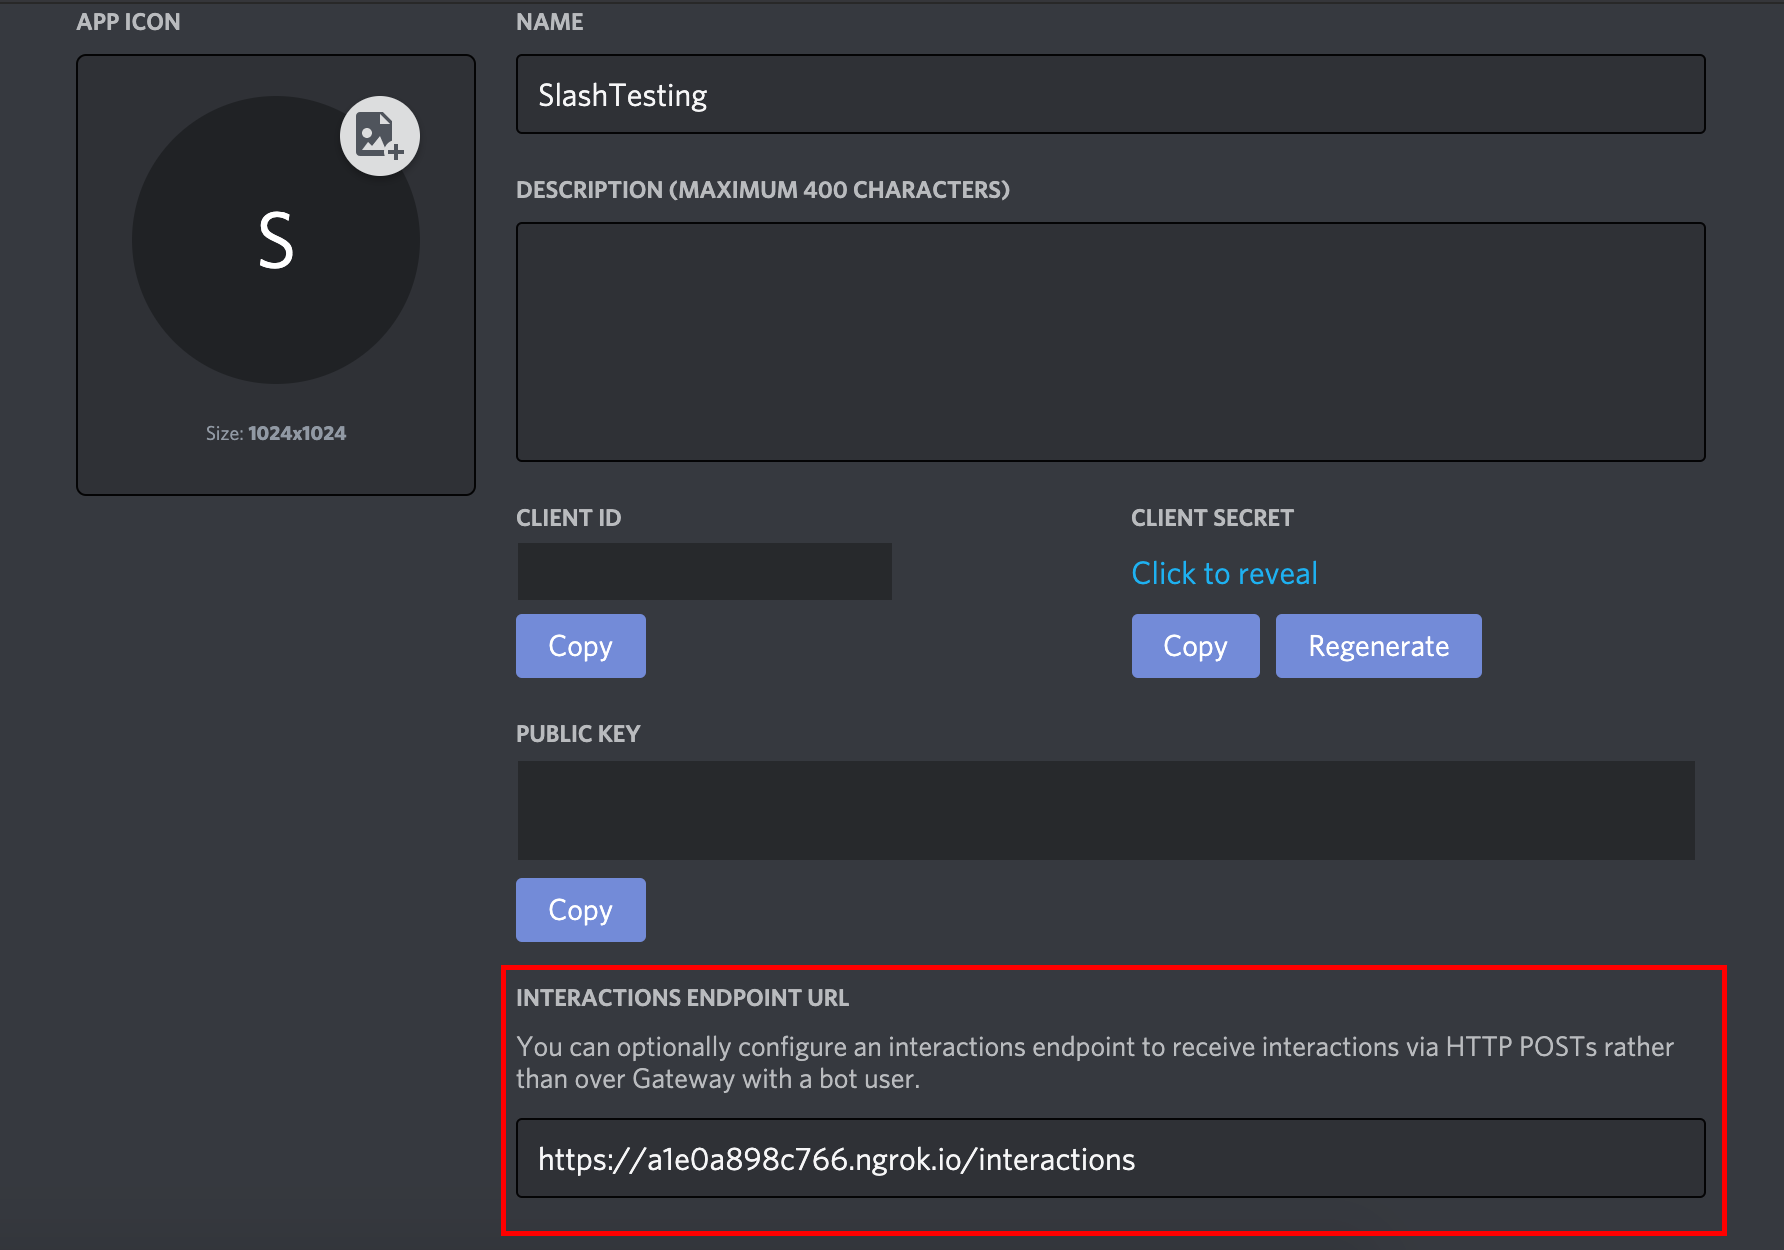 APP ICON
S
Size: 1024x1024
NAME
SlashTesting
DESCRIPTION (MAXIMUM 400 CHARACTERS)
CLIENT ID
Copy
CLIENT SECRET
Click to reveal
Copy
Regenerate
PUBLIC KEY
Copy
INTERACTIONS ENDPOINT URL
You can optionally configure an interactions endpoint to receive interactions via HTTP POSTs rather
than over Gateway with a bot user.
https://a1e0a898c766.ngrok.io/interactions